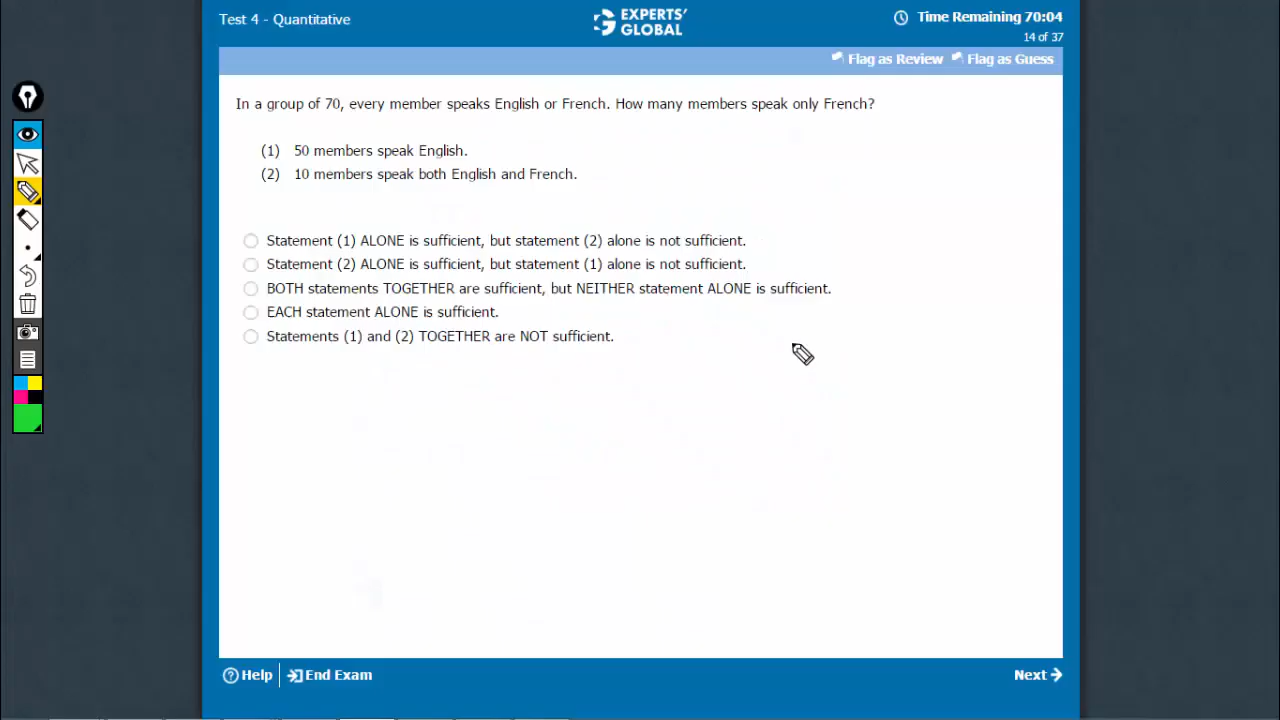 Test 4 - Quantitative
EXPERTS'
GLOBAL
Time Remaining 70:04
14 of 37
Flag as Review Flag as Guess
In a group of 70, every member speaks English or French. How many members speak only French?
(1) 50 members speak English.
(2) 10 members speak both English and French.
Statement (1) ALONE is sufficient, but statement (2) alone is not sufficient.
Statement (2) ALONE is sufficient, but statement (1) alone is not sufficient.
BOTH statements TOGETHER are sufficient, but NEITHER statement ALONE is sufficient.
EACH statement ALONE is sufficient.
Statements (1) and (2) TOGETHER are NOT sufficient.
Help End Exam Next